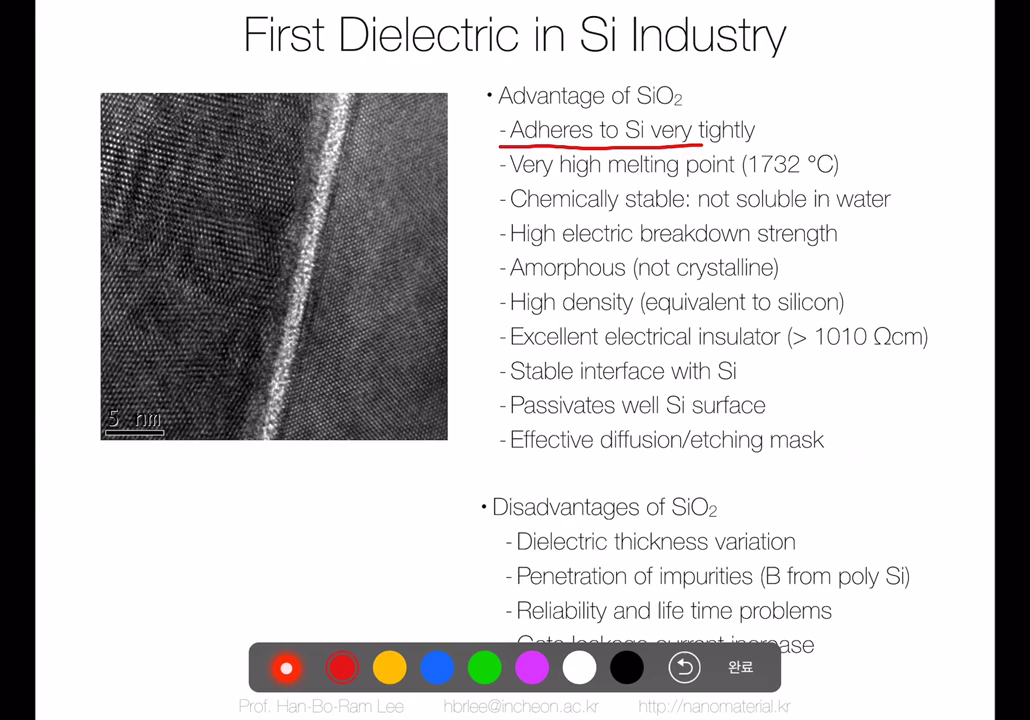 First Dielectric in Si Industry
• Advantage of SiO₂
- Adheres to Si very tightly
- Very high melting point (1732 °C)
- Chemically stable: not soluble in water
- High electric breakdown strength
- Amorphous (not crystalline)
- High density (equivalent to silicon)
- Excellent electrical insulator (> 1010 Ωcm)
- Stable interface with Si
- Passivates well Si surface
- Effective diffusion/etching mask
5 nm
• Disadvantages of SiO₂
- Dielectric thickness variation
- Penetration of impurities (B from poly Si)
- Reliability and life time problems
- Gate leakage current increase
완료
Prof. Han-Bo-Ram Lee hbrlee@incheon.ac.kr http://nanomaterial.kr